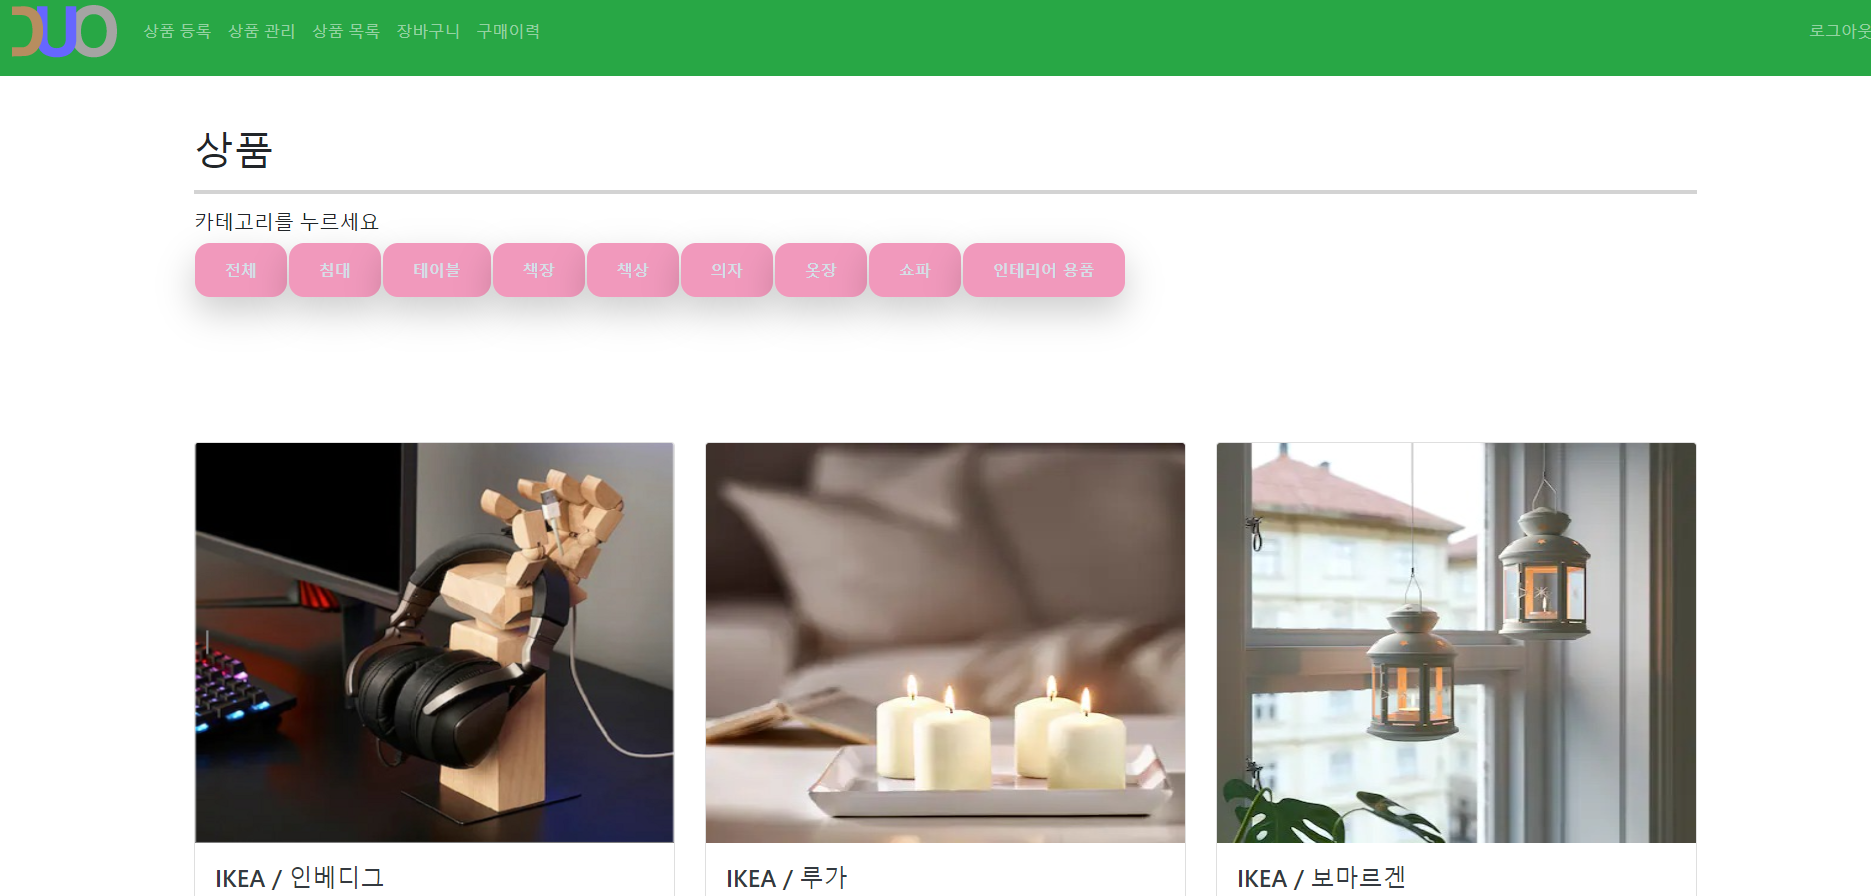 DUO 상품 등록 상품 관리 상품 목록 장바구니 구매이력 로그아웃
상품
카테고리를 누르세요
전체 침대 테이블 책장 책상 의자 옷장 쇼파 인테리어 용품
IKEA / 인베디그 IKEA / 루가 IKEA / 보마르겐